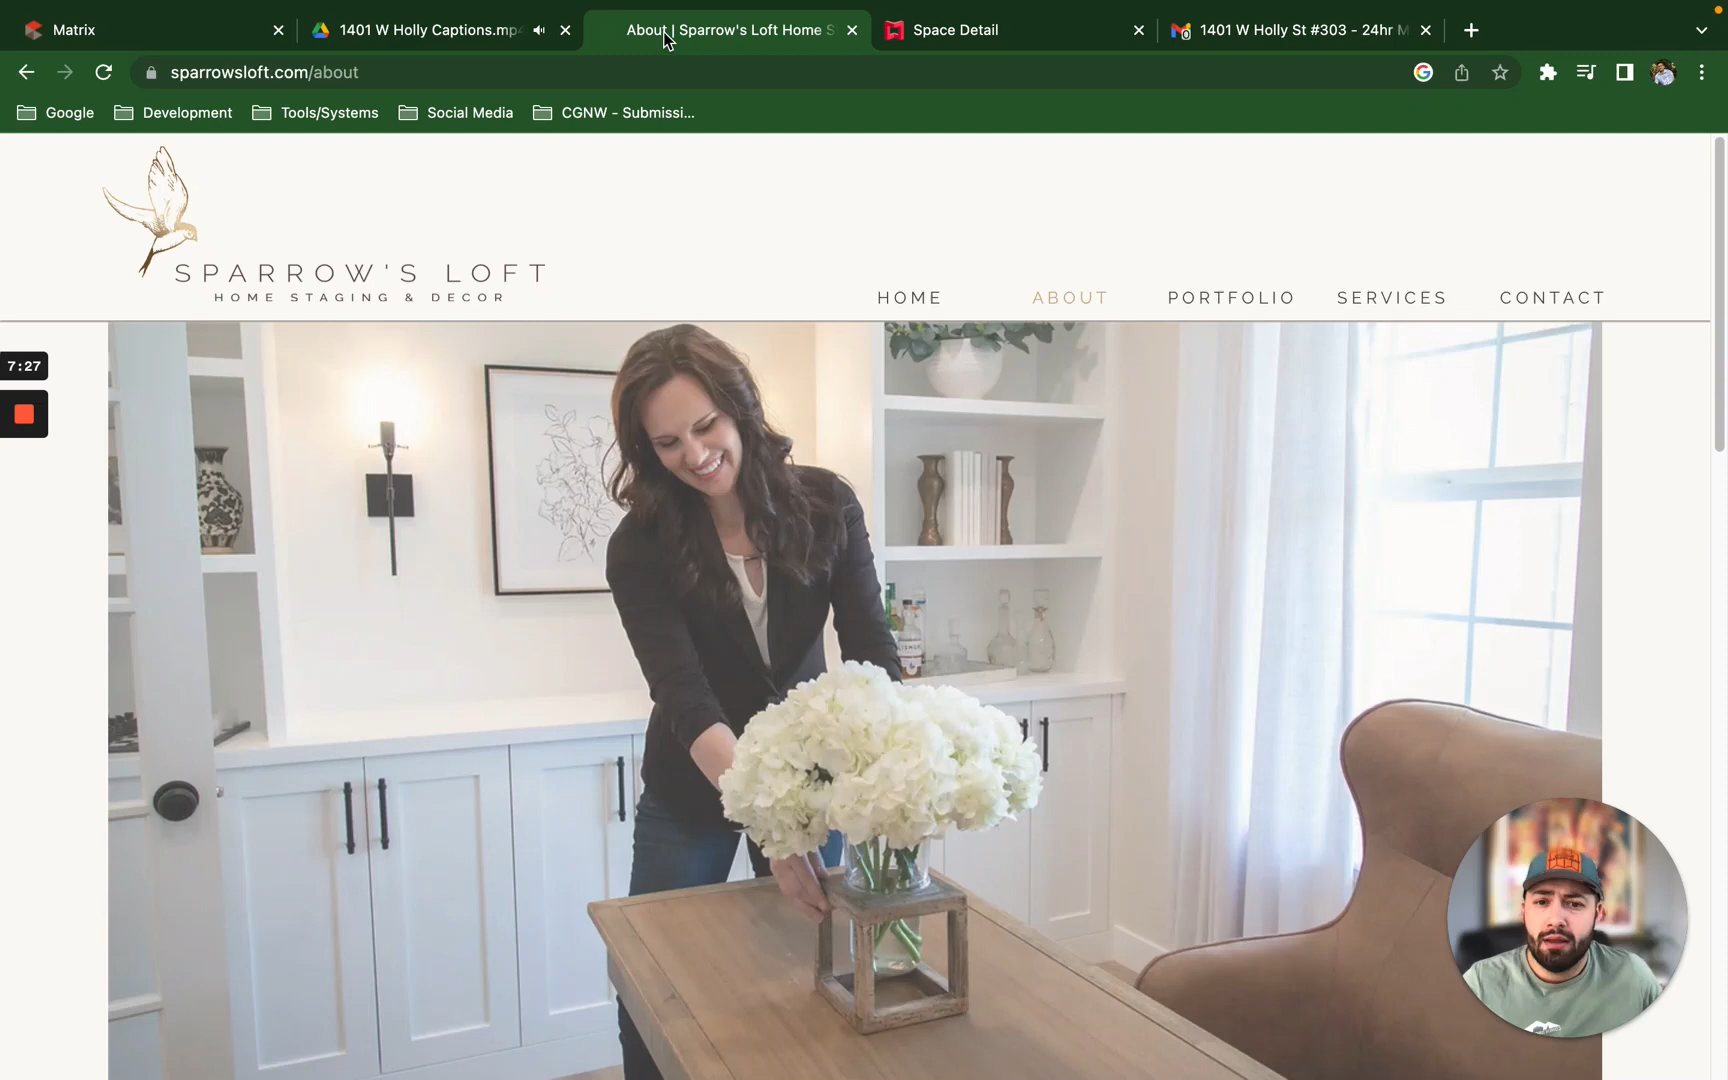 Matrix
1401 W Holly Captions.mp4
About | Sparrow's Loft Home S
Space Detail
1401 W Holly St #303 - 24hr M
sparrowsloft.com/about
Google
Development
Tools/Systems
Social Media
CGNW - Submissi...
SPARROW'S LOFT
HOME STAGING & DECOR
HOME
ABOUT
PORTFOLIO
SERVICES
CONTACT
7:27